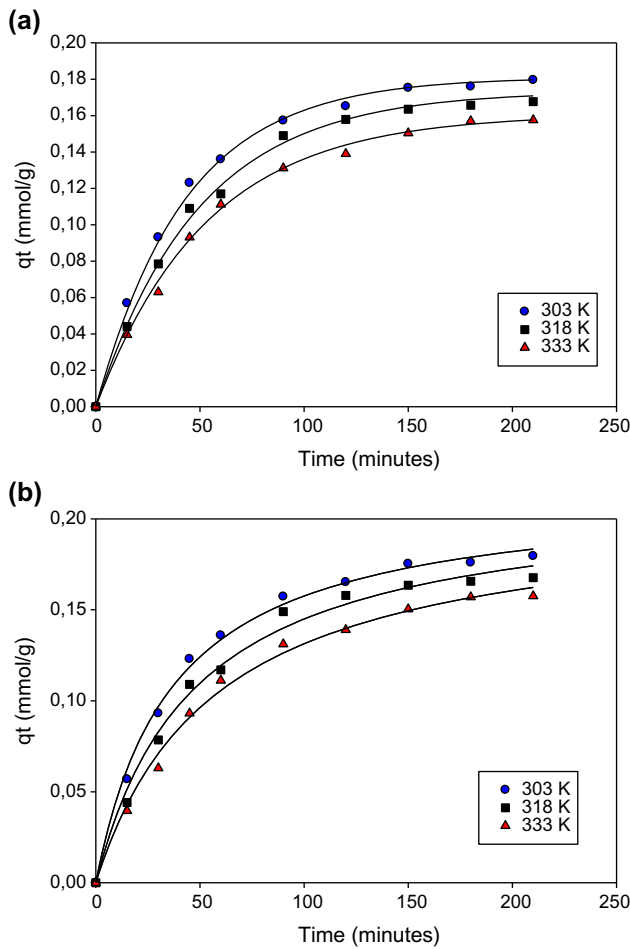 (a)
0,20
0,18
0,16
0,14
0,12
0,10
0,08
0,06
0,04
0,02
0,00
qt (mmol/g)
303 K
318 K
333 K
0 50 100 150 200 250
Time (minutes)
(b)
0,20
0,15
0,10
0,05
0,00
qt (mmol/g)
303 K
318 K
333 K
0 50 100 150 200 250
Time (minutes)